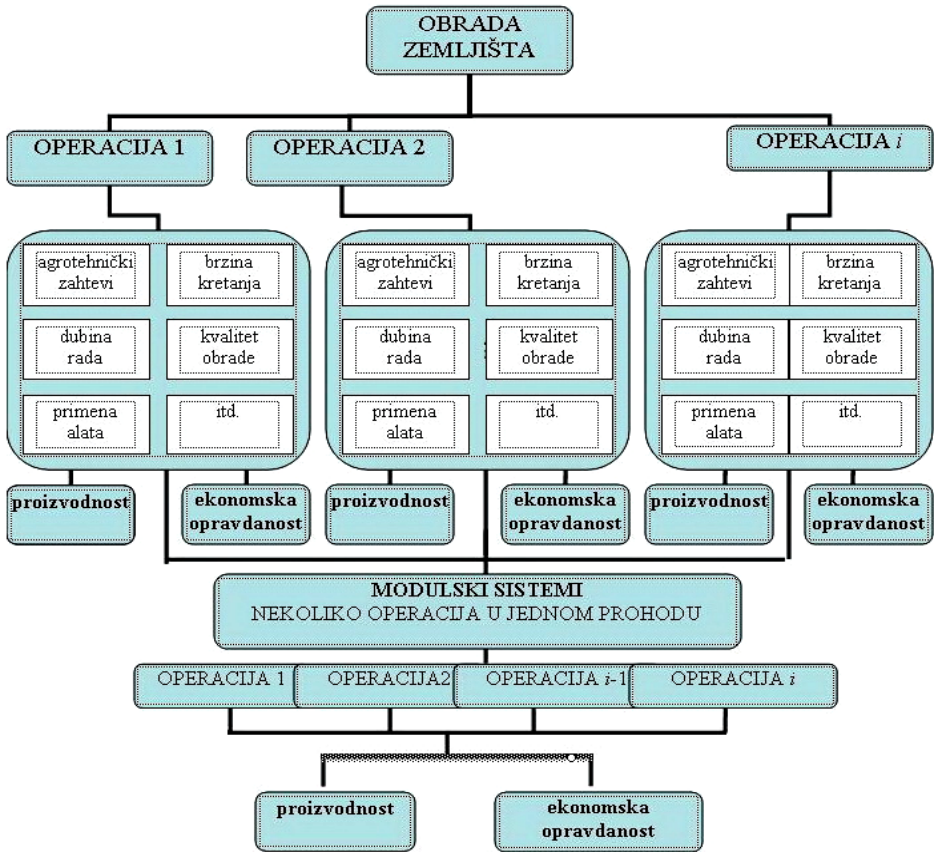 OBRADA
ZEMLJIŠTA
OPERACIJA 1
OPERACIJA 2
OPERACIJA i
agrotehnički
zahtevi
brzina
kretanja
dubina
rada
kvalitet
obrade
primena
alata
itd.
agrotehnički
zahtevi
brzina
kretanja
dubina
rada
kvalitet
obrade
primena
alata
itd.
agrotehnički
zahtevi
brzina
kretanja
dubina
rada
kvalitet
obrade
primena
alata
itd.
proizvodnost
ekonomska
opravdanost
proizvodnost
ekonomska
opravdanost
proizvodnost
ekonomska
opravdanost
MODULSKI SISTEMI
NEKOLIKO OPERACIJA U JEDNOM PROHODU
OPERACIJA 1
OPERACIJA2
OPERACIJA i-1
OPERACIJA i
proizvodnost
ekonomska
opravdanost